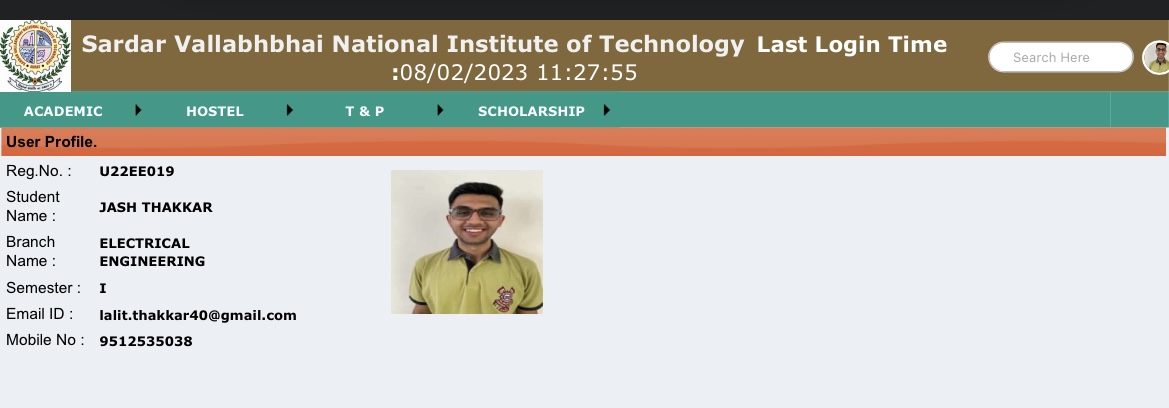 Sardar Vallabhbhai National Institute of Technology Last Login Time
:08/02/2023 11:27:55
Search Here
ACADEMIC HOSTEL T & P SCHOLARSHIP
User Profile.
Reg.No. : U22EE019
Student
Name : JASH THAKKAR
Branch ELECTRICAL
Name : ENGINEERING
Semester : I
Email ID : lalit.thakkar40@gmail.com
Mobile No : 9512535038